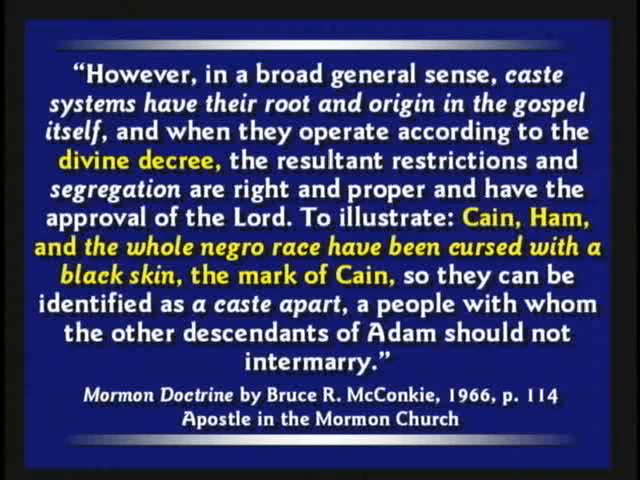 “However, in a broad general sense, caste
systems have their root and origin in the gospel
itself, and when they operate according to the
divine decree, the resultant restrictions and
segregation are right and proper and have the
approval of the Lord. To illustrate: Cain, Ham,
and the whole negro race have been cursed with a
black skin, the mark of Cain, so they can be
identified as a caste apart, a people with whom
the other descendants of Adam should not
intermarry.”
Mormon Doctrine by Bruce R. McConkie, 1966, p. 114
Apostle in the Mormon Church